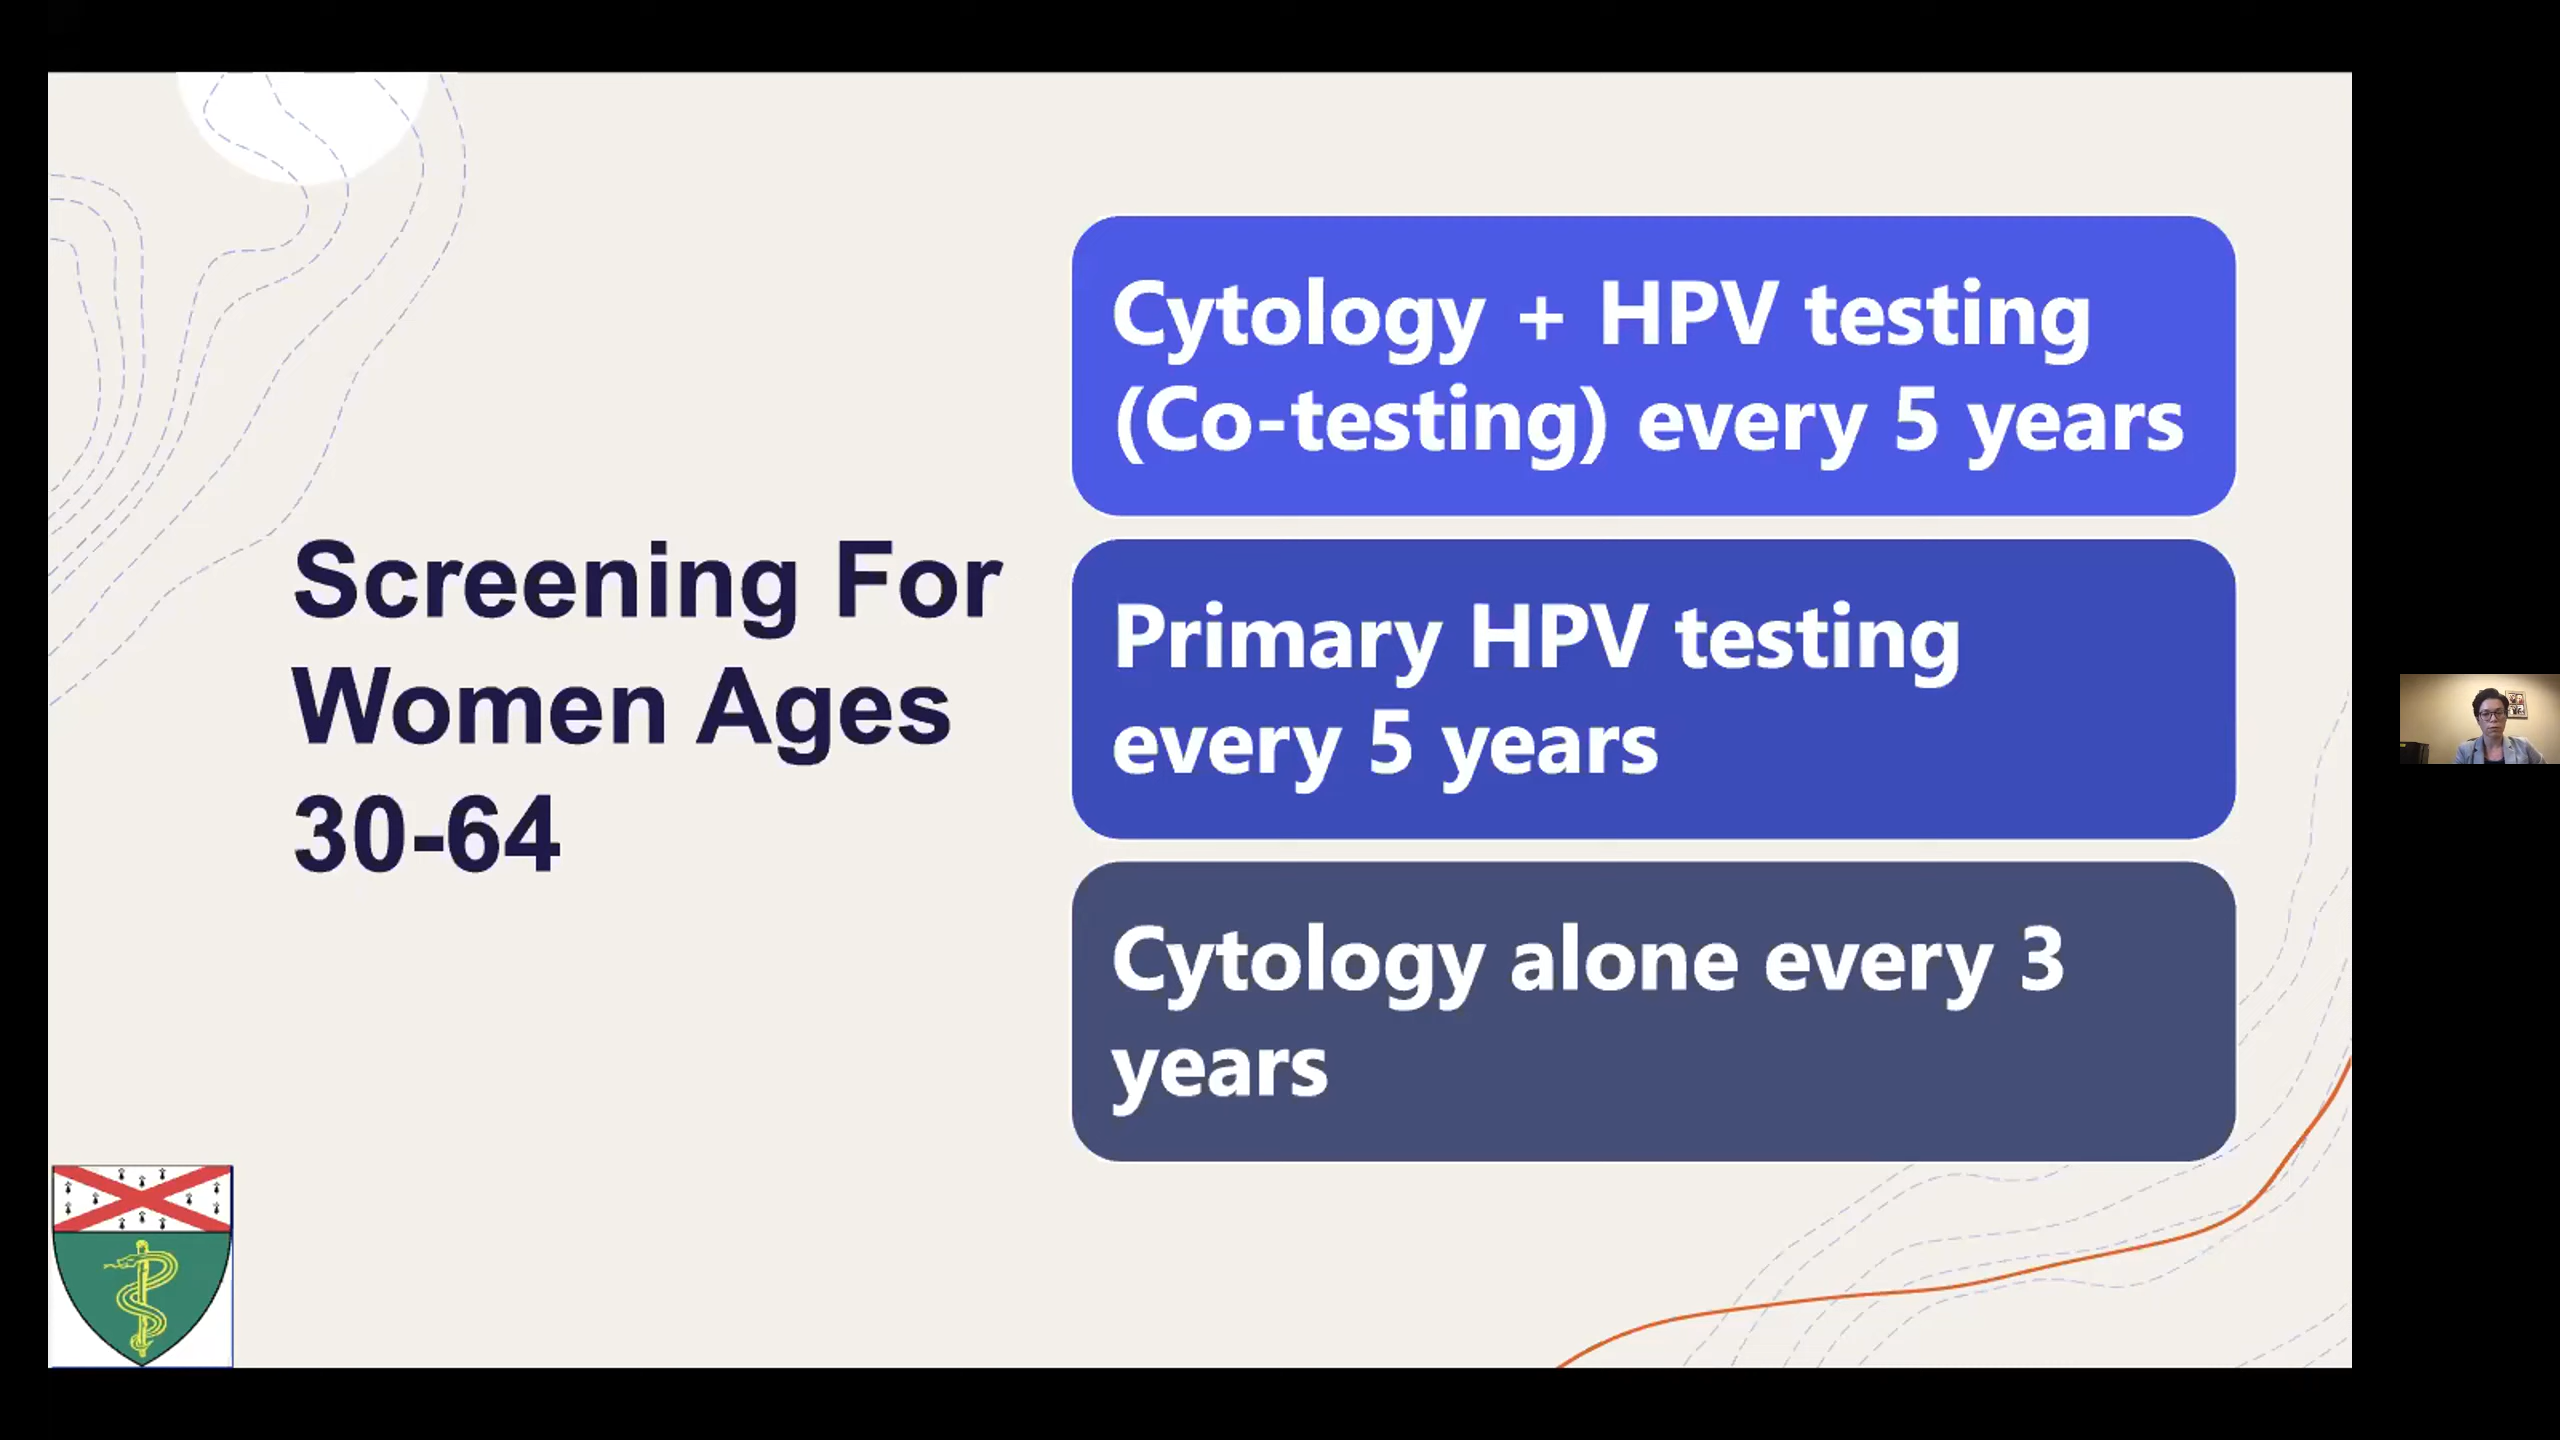 Screening For
Women Ages
30-64
Cytology + HPV testing
(Co-testing) every 5 years
Primary HPV testing
every 5 years
Cytology alone every 3
years